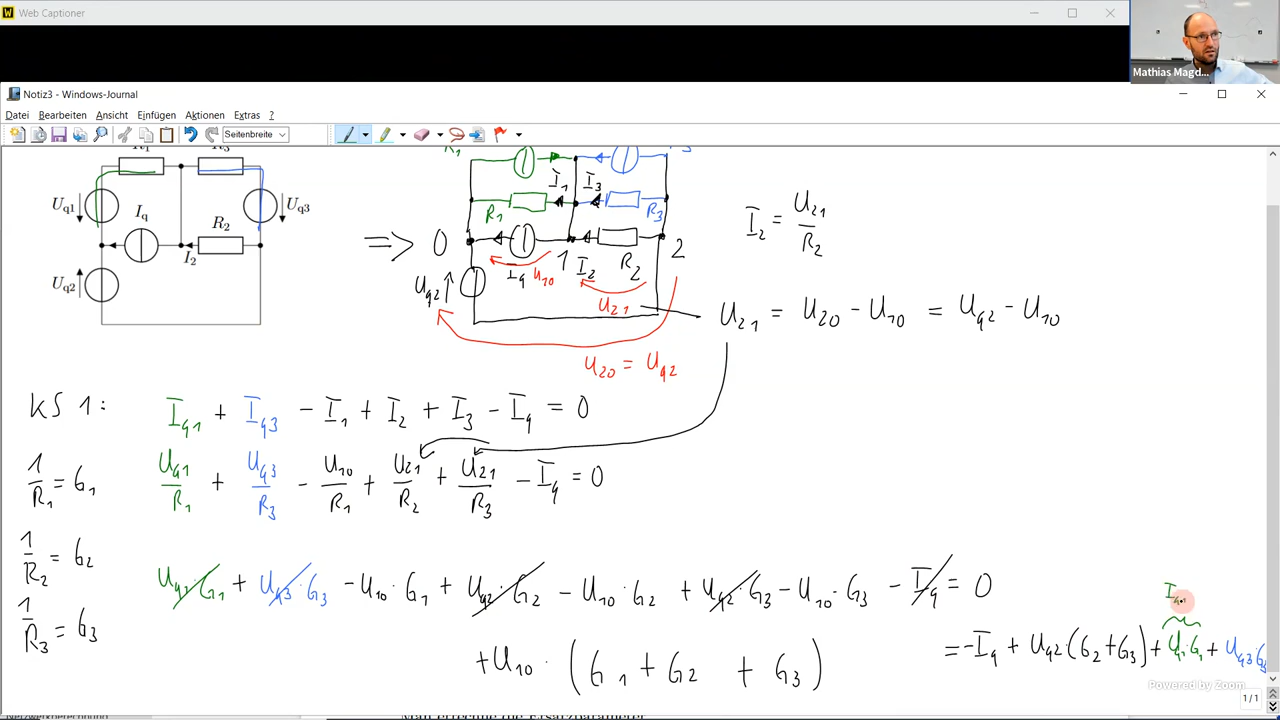 Web Captioner
Mathias Magd...
Notiz3 - Windows-Journal
Datei Bearbeiten Ansicht Einfügen Aktionen Extras ?
Seitenbreite
R1 R3
Uq1 Iq R2 Uq3
I2
Uq2
R1
I1 I3
R1 R3
=> 0 1 2
Iq U10 I2 R2
Uq2
U21
U20 = Uq2
I2 = U21 / R2
U21 = U20 - U10 = Uq2 - U10
KS 1: Iq1 + Iq3 - I1 + I2 + I3 - Iq = 0
1/R1 = G1
Uq1/R1 + Uq3/R3 - U10/R1 + U21/R2 + U21/R3 - Iq = 0
1/R2 = G2
Uq1·G1 + Uq3·G3 - U10·G1 + Uq2·G2 - U10·G2 + Uq2·G3 - U10·G3 - Iq = 0
1/R3 = G3
+U10·(G1 + G2 + G3)
= -Iq + Uq2·(G2+G3) + Uq1·G1 + Uq3·G3
Powered by Zoom
1 / 1